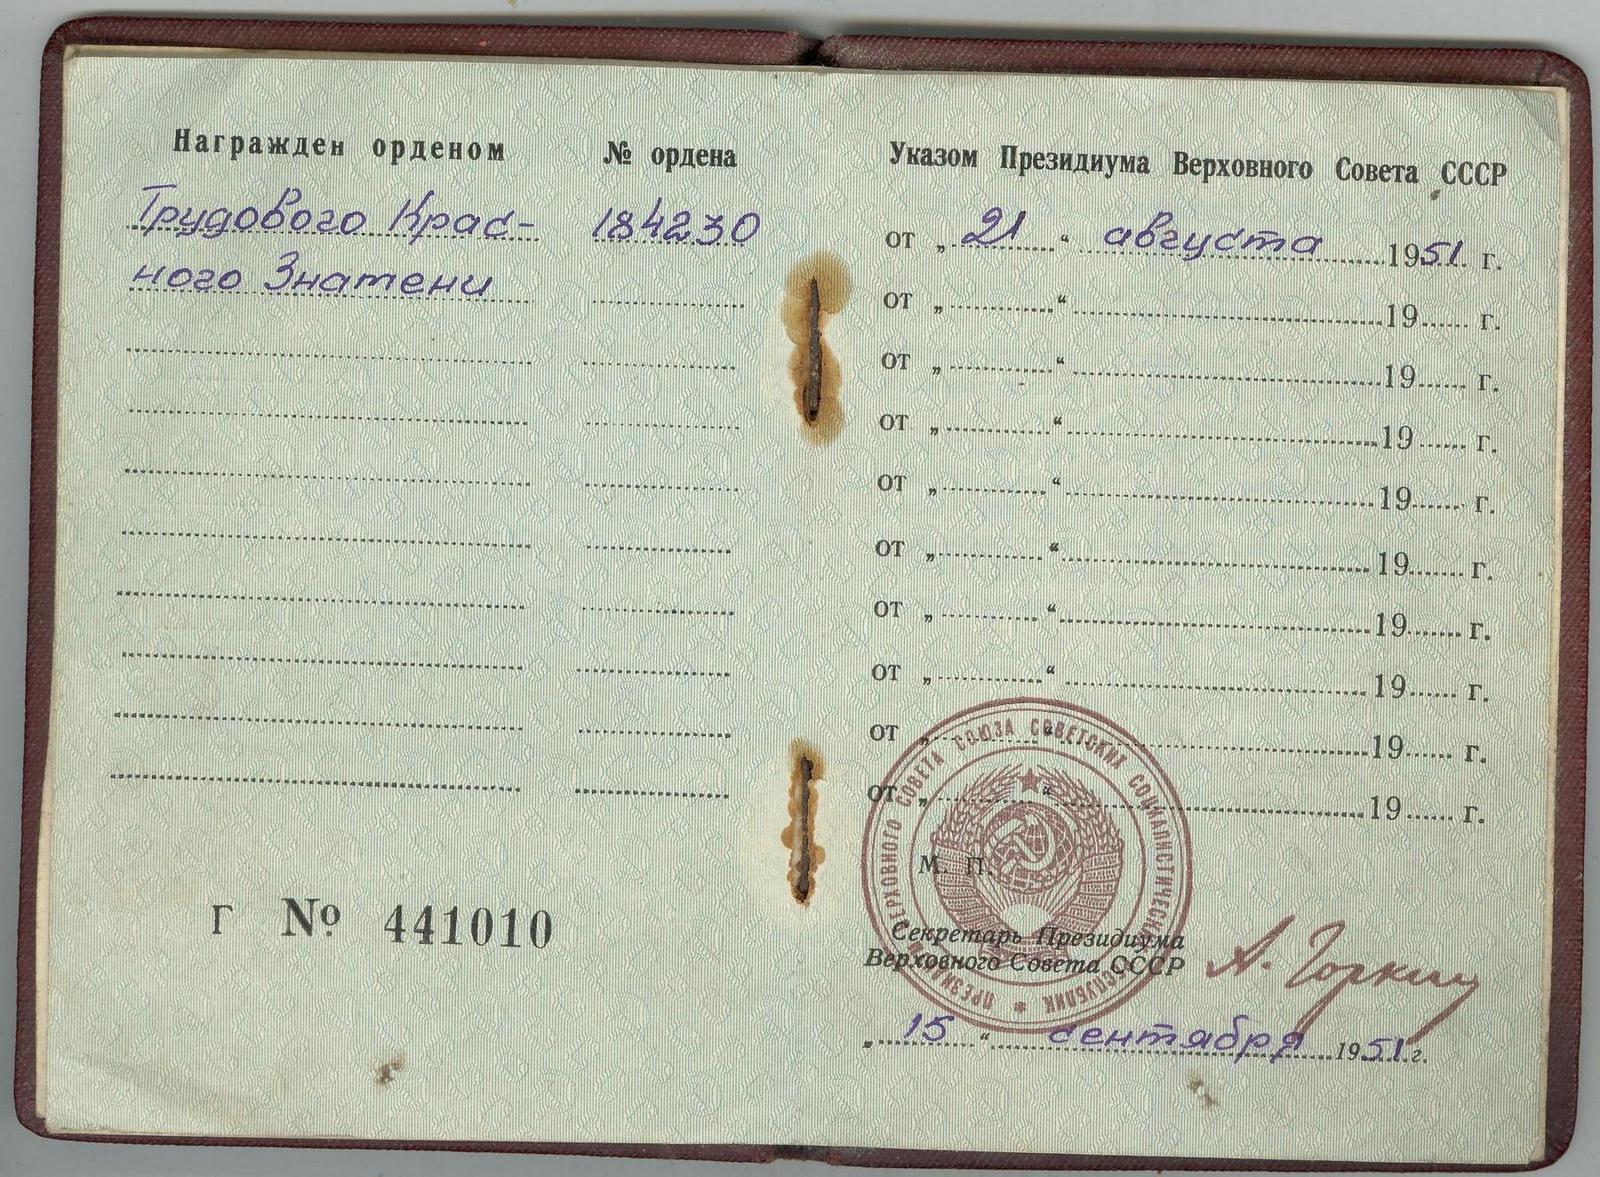 Награжден орденом № ордена
Трудового Крас- 184230
ного Знамени
Г № 441010
Указом Президиума Верховного Совета СССР
от „ 21 “ августа 1951 г.
от „ “ 19 г.
от „ “ 19 г.
от „ “ 19 г.
от „ “ 19 г.
от „ “ 19 г.
от „ “ 19 г.
от „ “ 19 г.
от „ “ 19 г.
от „ “ 19 г.
М. П.
ПРЕЗИДИУМ ВЕРХОВНОГО СОВЕТА СОЮЗА СОВЕТСКИХ СОЦИАЛИСТИЧЕСКИХ РЕСПУБЛИК
Секретарь Президиума
Верховного Совета СССР А. Горкин
„ 15 “ сентября 1951 г.